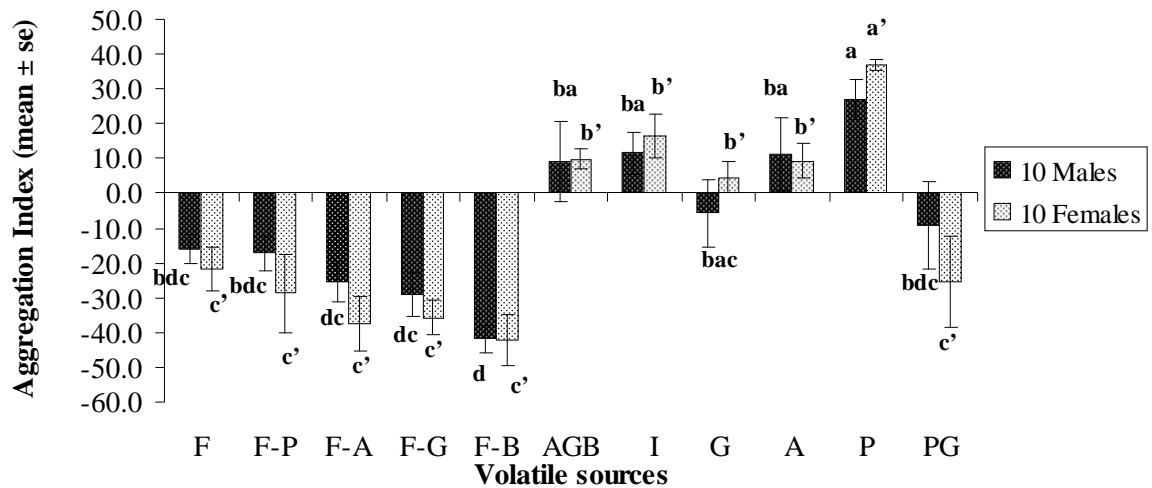 Aggregation Index (mean ± se)
50.0
40.0
30.0
20.0
10.0
0.0
-10.0
-20.0
-30.0
-40.0
-50.0
-60.0
bdc
c’
bdc
c’
dc
c’
dc
c’
d
c’
ba
b’
ba
b’
bac
b’
ba
b’
a
a’
bdc
c’
F F-P F-A F-G F-B AGB I G A P PG
Volatile sources
10 Males
10 Females